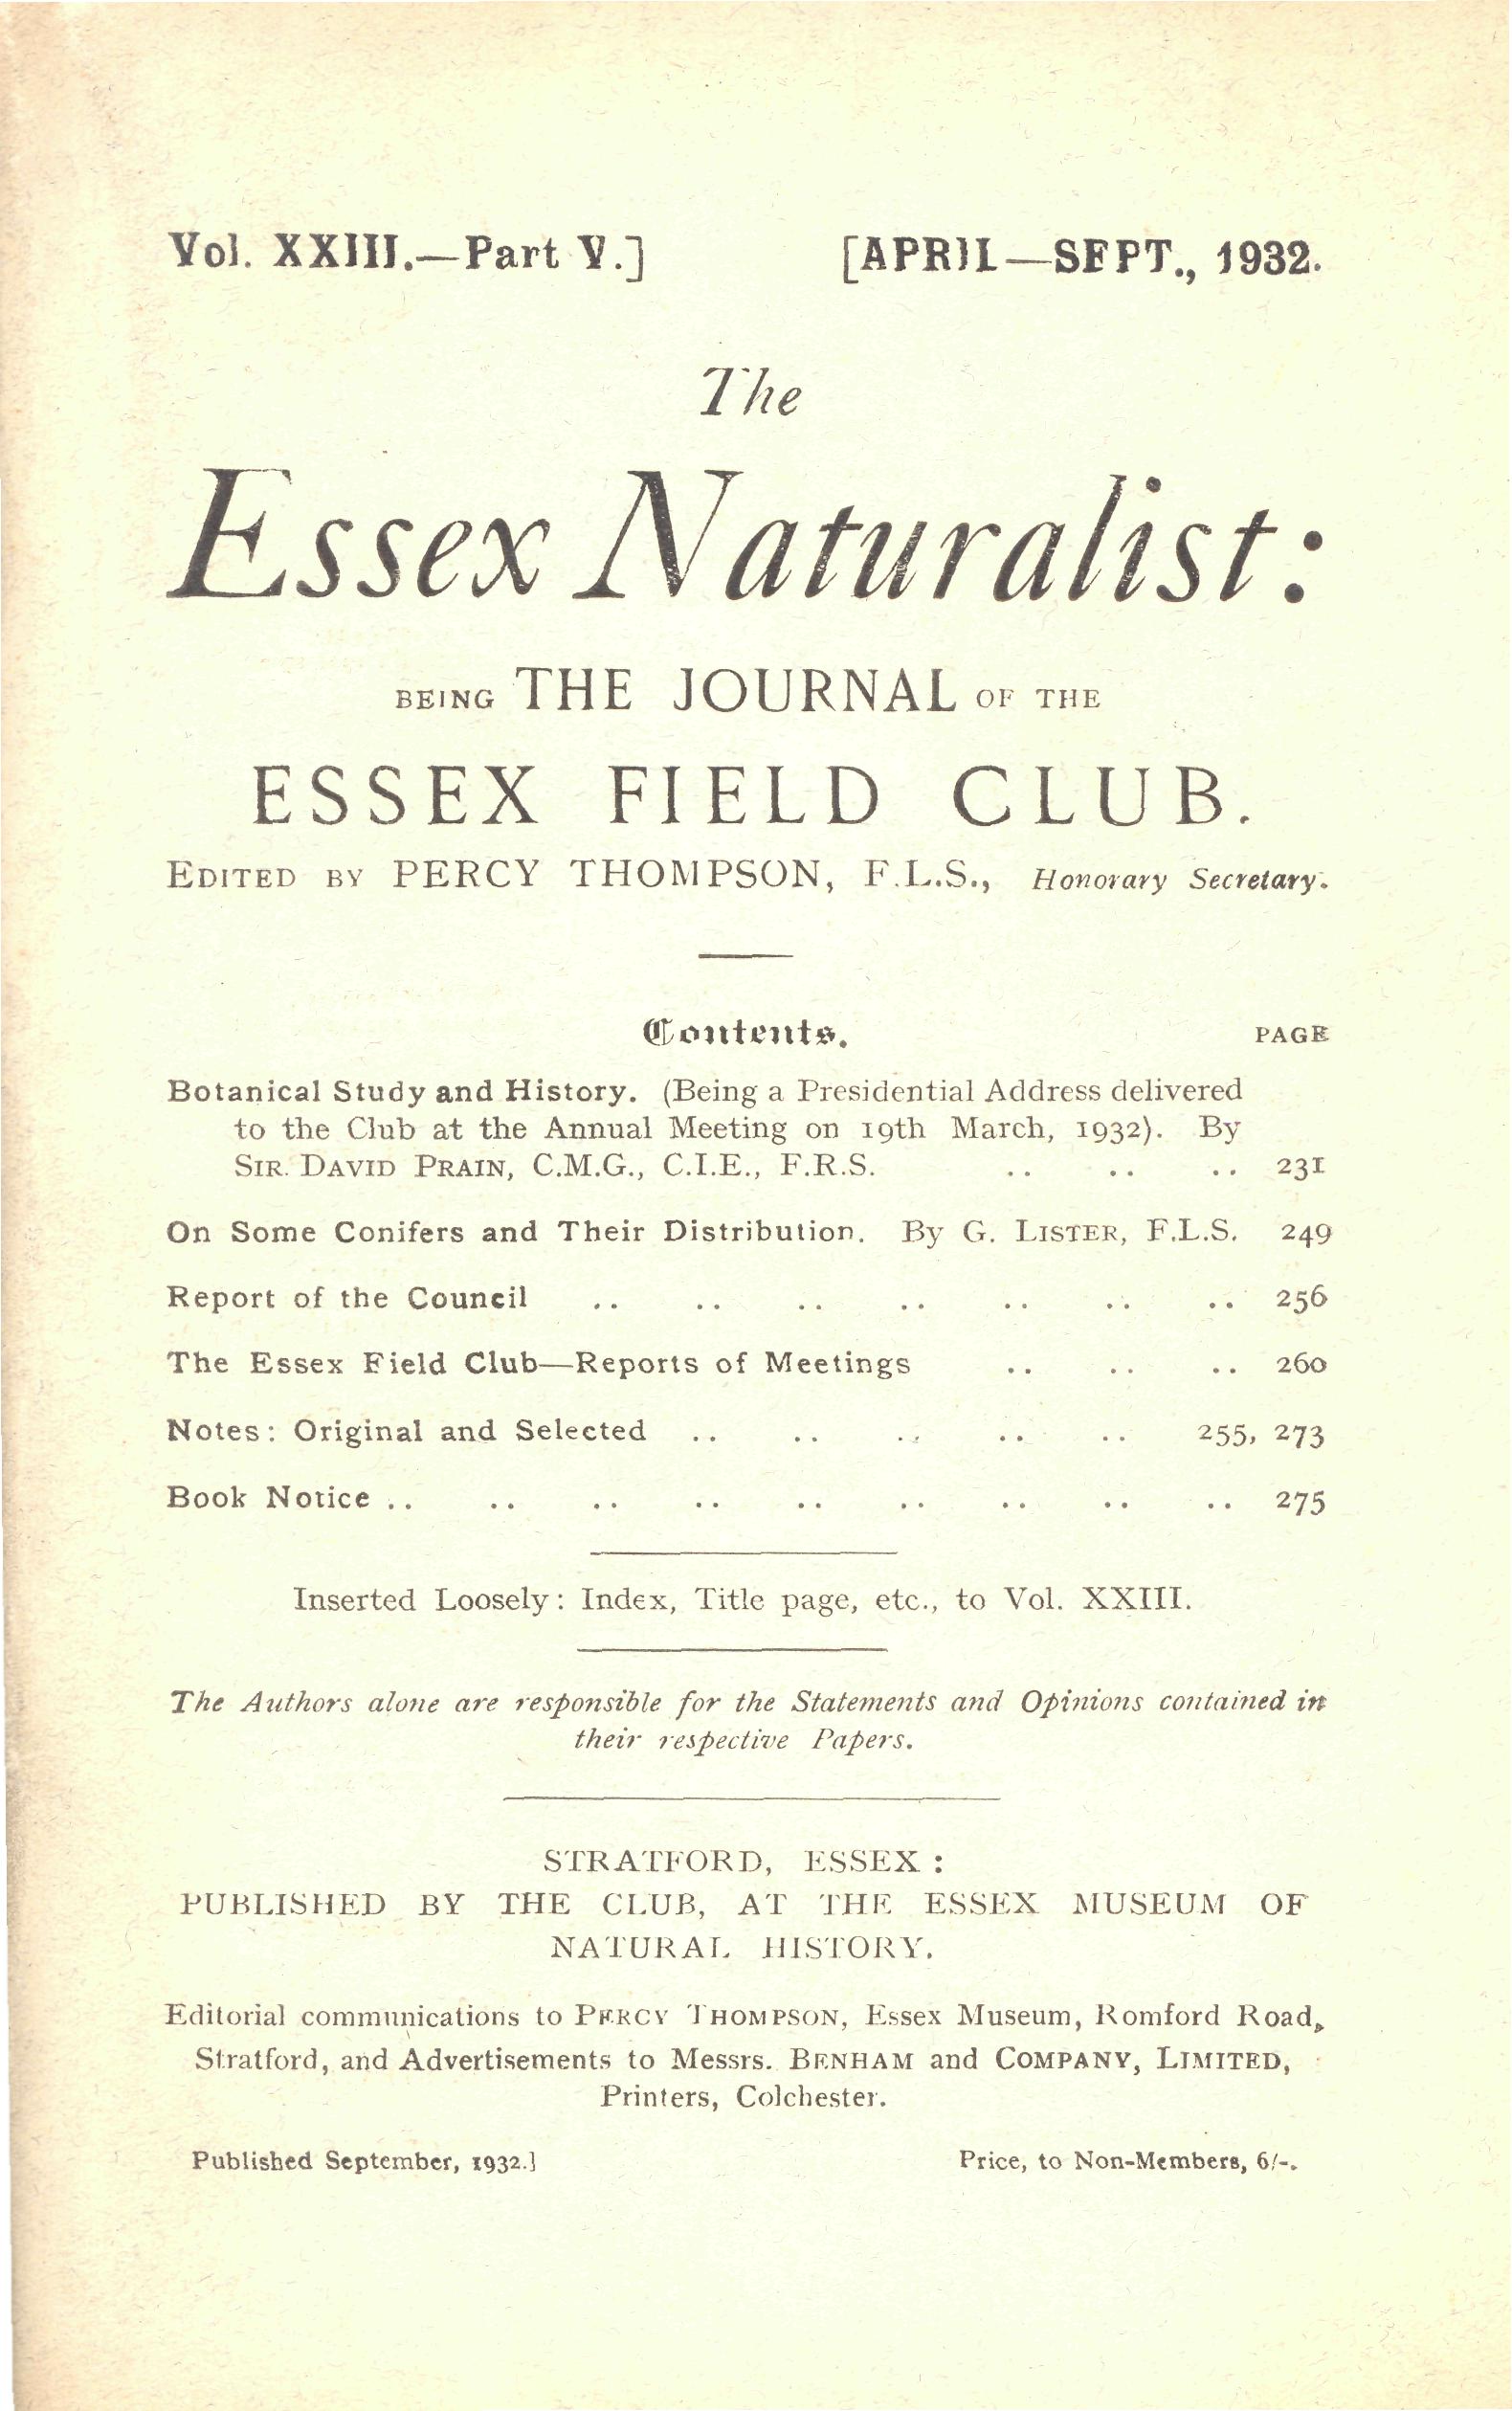 Vol. XXIII.—Part V.] [APRIL—SEPT., 1932.
The
Essex Naturalist:
BEING THE JOURNAL OF THE
ESSEX FIELD CLUB.
EDITED BY PERCY THOMPSON, F.L.S., Honorary Secretary.
Contents. PAGE
Botanical Study and History. (Being a Presidential Address delivered
to the Club at the Annual Meeting on 19th March, 1932). By
SIR. DAVID PRAIN, C.M.G., C.I.E., F.R.S. .. .. .. 231
On Some Conifers and Their Distribution. By G. LISTER, F.L.S. 249
Report of the Council .. .. .. .. .. .. .. 256
The Essex Field Club—Reports of Meetings .. .. .. 260
Notes: Original and Selected .. .. .. .. .. 255, 273
Book Notice .. .. .. .. .. .. .. .. .. 275
Inserted Loosely: Index, Title page, etc., to Vol. XXIII.
The Authors alone are responsible for the Statements and Opinions contained in
their respective Papers.
STRATFORD, ESSEX:
PUBLISHED BY THE CLUB, AT THE ESSEX MUSEUM OF
NATURAL HISTORY.
Editorial communications to PERCY THOMPSON, Essex Museum, Romford Road,
Stratford, and Advertisements to Messrs. BENHAM and COMPANY, LIMITED,
Printers, Colchester.
Published September, 1932.] Price, to Non-Members, 6/-.